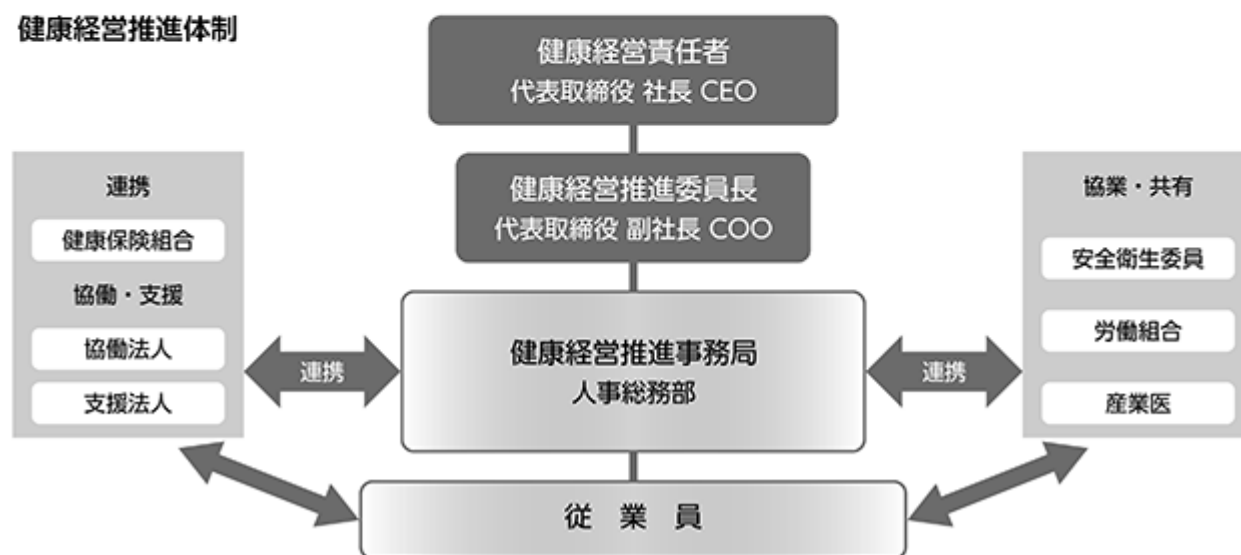 健康経営推進体制
健康経営責任者
代表取締役 社長 CEO
健康経営推進委員長
代表取締役 副社長 COO
連携
健康保険組合
協働・支援
協働法人
支援法人
連携
健康経営推進事務局
人事総務部
連携
協業・共有
安全衛生委員
労働組合
産業医
従 業 員